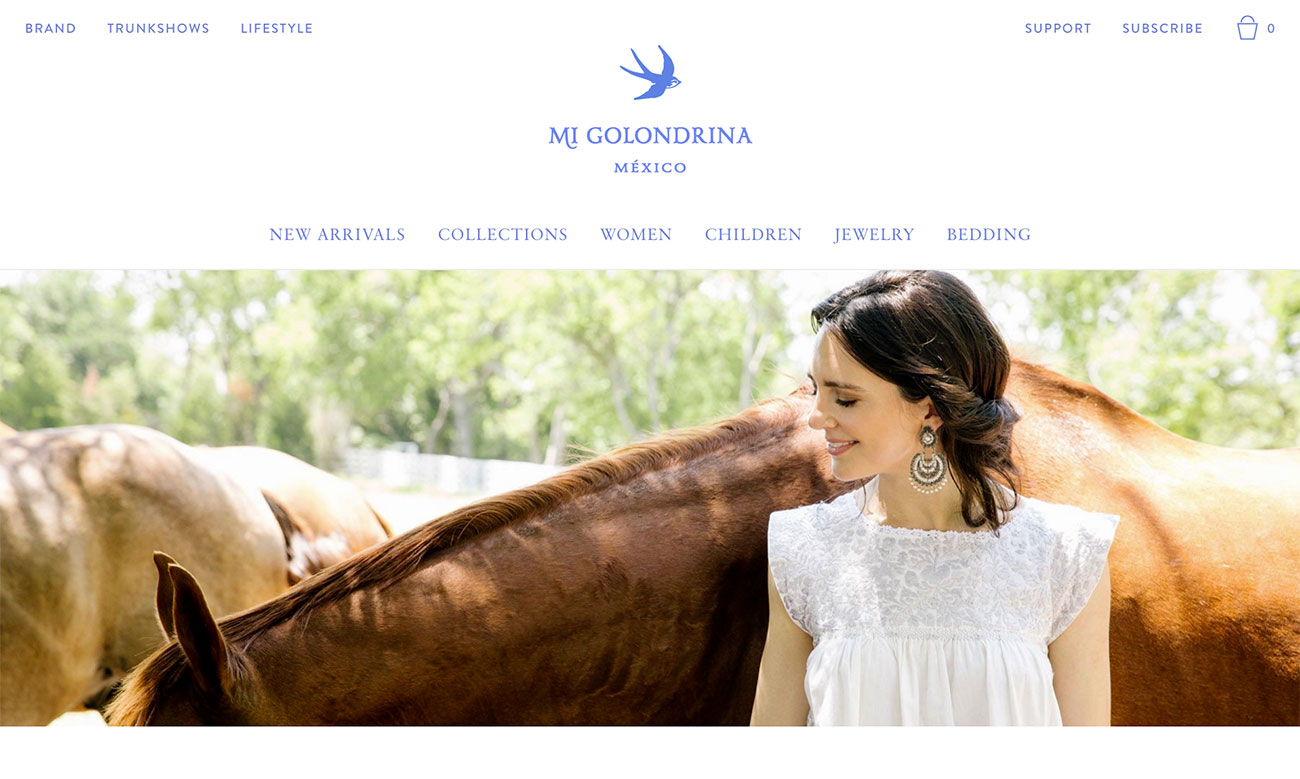 BRAND TRUNKSHOWS LIFESTYLE SUPPORT SUBSCRIBE 0
MI GOLONDRINA
MÉXICO
NEW ARRIVALS COLLECTIONS WOMEN CHILDREN JEWELRY BEDDING